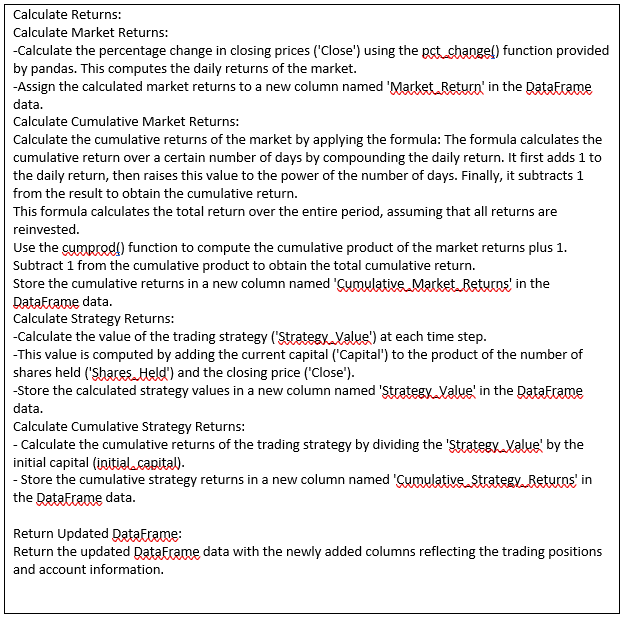 Calculate Returns:
Calculate Market Returns:
-Calculate the percentage change in closing prices ('Close') using the pct_change() function provided
by pandas. This computes the daily returns of the market.
-Assign the calculated market returns to a new column named 'Market_Return' in the DataFrame
data.
Calculate Cumulative Market Returns:
Calculate the cumulative returns of the market by applying the formula: The formula calculates the
cumulative return over a certain number of days by compounding the daily return. It first adds 1 to
the daily return, then raises this value to the power of the number of days. Finally, it subtracts 1
from the result to obtain the cumulative return.
This formula calculates the total return over the entire period, assuming that all returns are
reinvested.
Use the cumprod() function to compute the cumulative product of the market returns plus 1.
Subtract 1 from the cumulative product to obtain the total cumulative return.
Store the cumulative returns in a new column named 'Cumulative_Market_Returns' in the
DataFrame data.
Calculate Strategy Returns:
-Calculate the value of the trading strategy ('Strategy_Value') at each time step.
-This value is computed by adding the current capital ('Capital') to the product of the number of
shares held ('Shares_Held') and the closing price ('Close').
-Store the calculated strategy values in a new column named 'Strategy_Value' in the DataFrame
data.
Calculate Cumulative Strategy Returns:
- Calculate the cumulative returns of the trading strategy by dividing the 'Strategy_Value' by the
initial capital (initial_capital).
- Store the cumulative strategy returns in a new column named 'Cumulative_Strategy_Returns' in
the DataFrame data.
Return Updated DataFrame:
Return the updated DataFrame data with the newly added columns reflecting the trading positions
and account information.